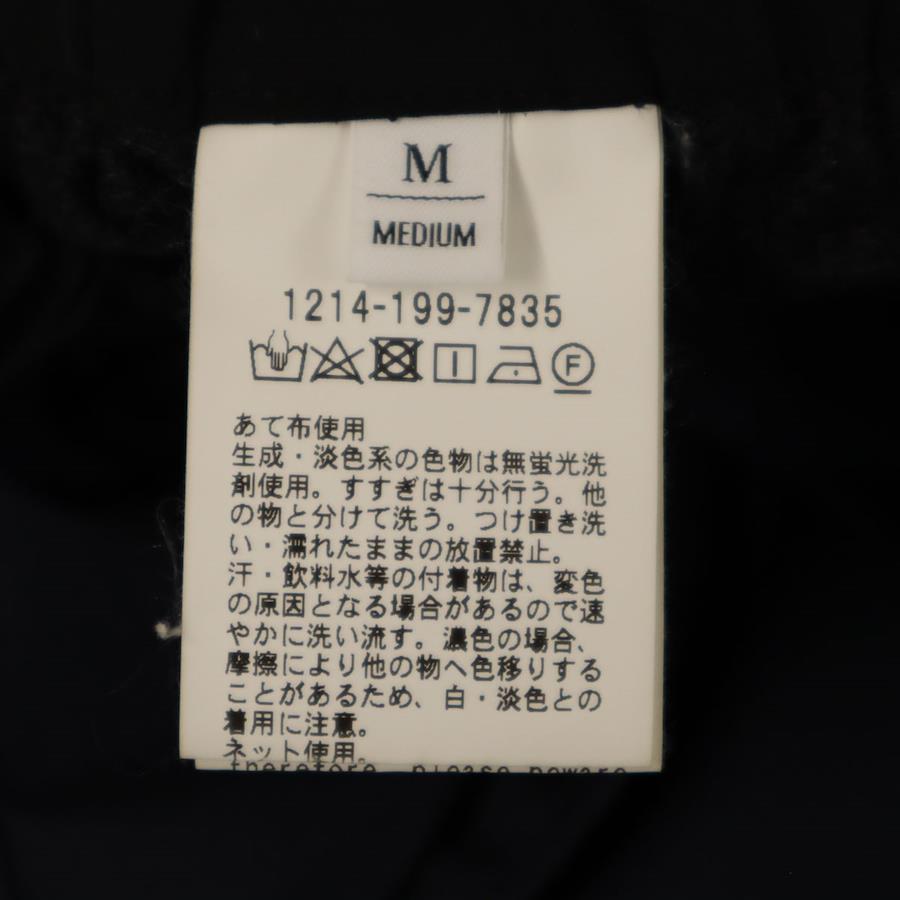 M
MEDIUM
1214-199-7835
F
あて布使用
生成・淡色系の色物は無蛍光洗
剤使用。すすぎは十分行う。他
の物と分けて洗う。つけ置き洗
い・濡れたままの放置禁止。
汗・飲料水等の付着物は、変色
の原因となる場合があるので速
やかに洗い流す。濃色の場合、
摩擦により他の物へ色移りする
ことがあるため、白・淡色との
着用に注意。
ネット使用。
therefore, please beware